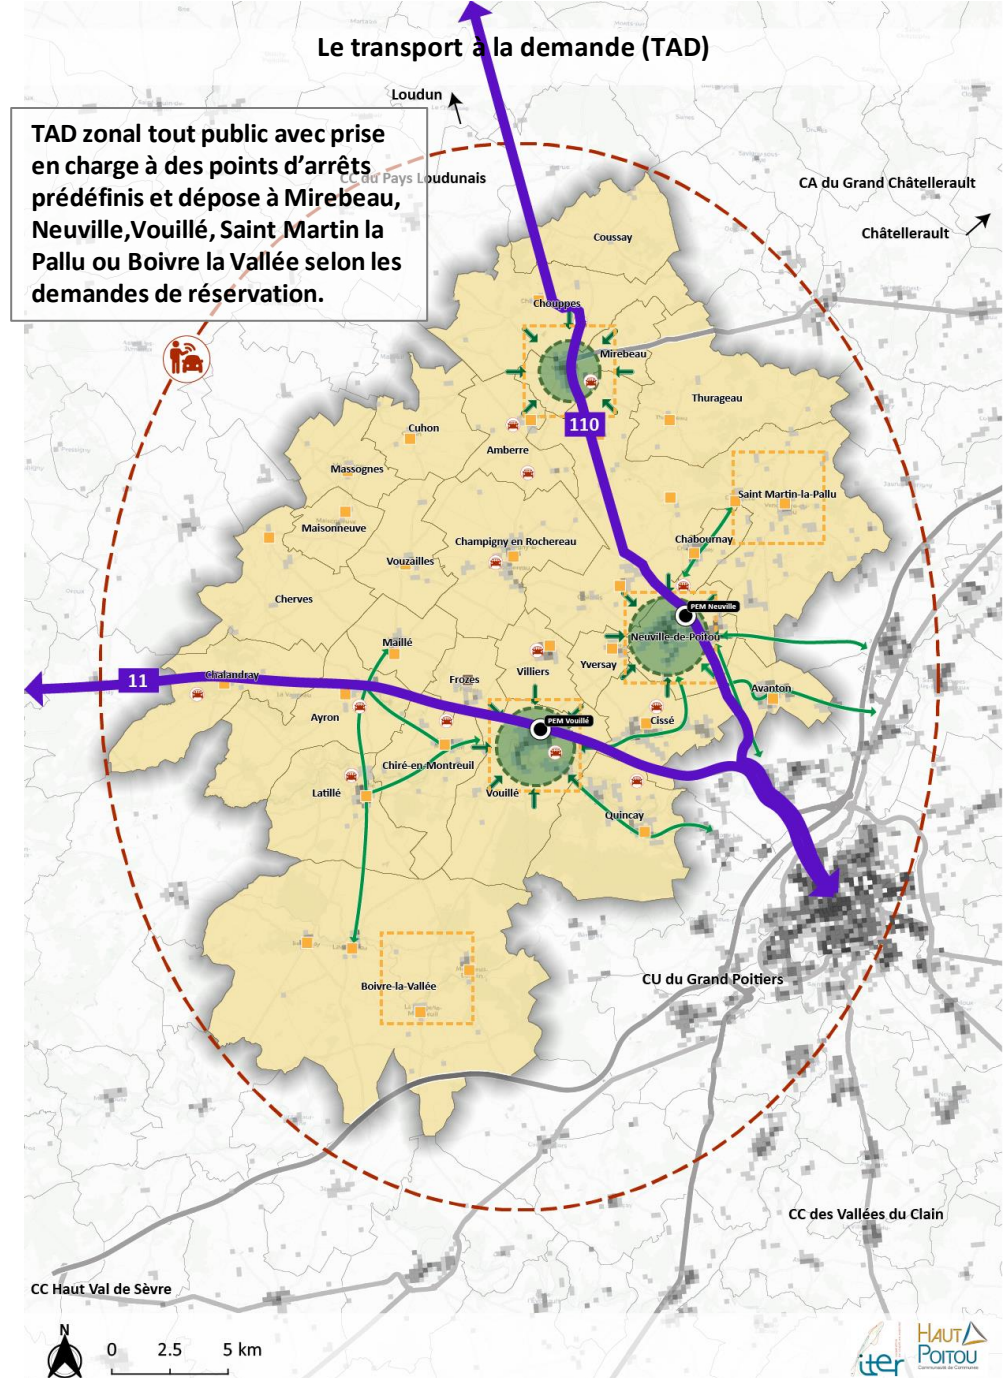 Le transport à la demande (TAD)
Loudun
TAD zonal tout public avec prise
en charge à des points d'arrêts
prédéfinis et dépose à Mirebeau,
Neuville,Vouillé, Saint Martin la
Pallu ou Boivre la Vallée selon les
demandes de réservation.
CC du Pays Loudunais
CA du Grand Châtellerault
Châtellerault
Coussay
Chouppes
Mirebeau
Thurageau
110
Cuhon
Amberre
Massognes
Saint Martin-la-Pallu
Maisonneuve
Champigny en Rochereau
Chabournay
Vouzailles
Cherves
PEM Neuville
Neuville-de-Poitou
Maillé
Villiers
Yversay
Chalandray
11
Frozes
Avanton
Ayron
PEM Vouillé
Cissé
Chiré-en-Montreuil
Latillé
Vouillé
Quincay
CU du Grand Poitiers
Boivre-la-Vallée
CC des Vallées du Clain
CC Haut Val de Sèvre
N
0 2.5 5 km
iter
HAUT
POITOU
Communauté de Communes